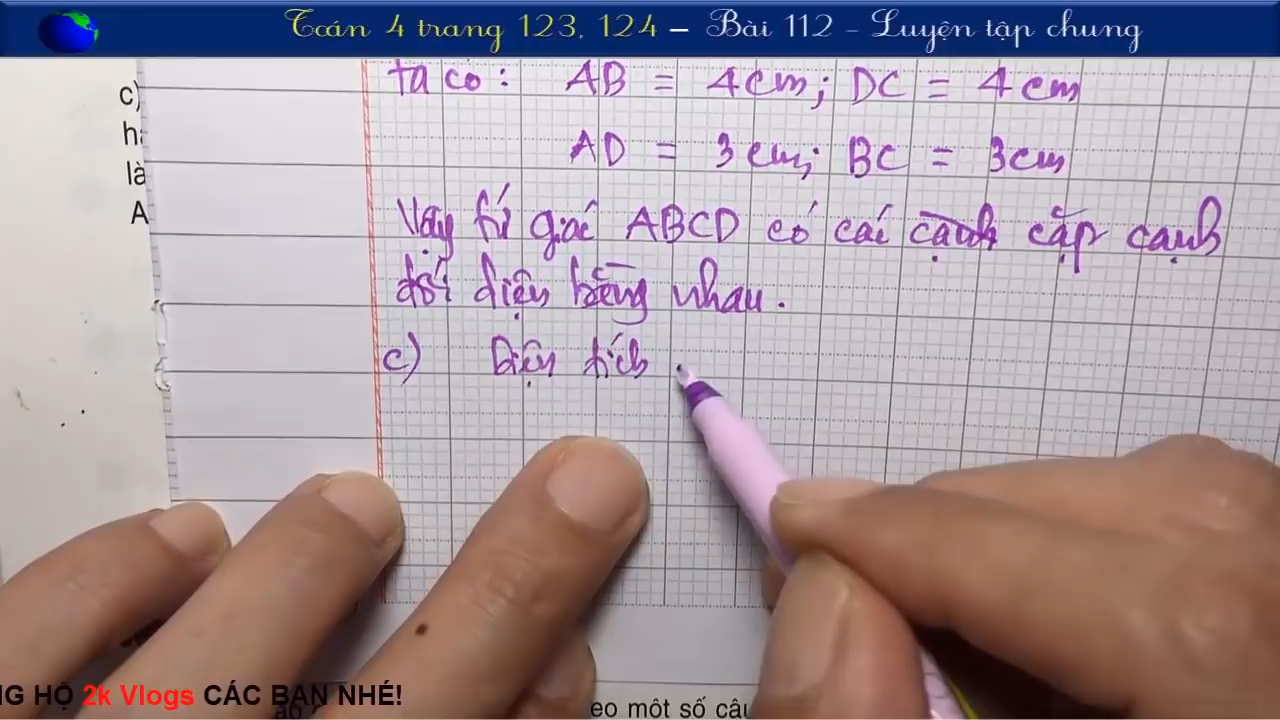 Toán 4 trang 123, 124 – Bài 112 - Luyện tập chung
c)
là
A
ta có: AB = 4cm; DC = 4cm
AD = 3cm; BC = 3cm
Vậy tứ giác ABCD có các cạnh cặp cạnh
đối diện bằng nhau.
c) Diện tích
NG HỘ 2k Vlogs CÁC BẠN NHÉ!
eo một số câu